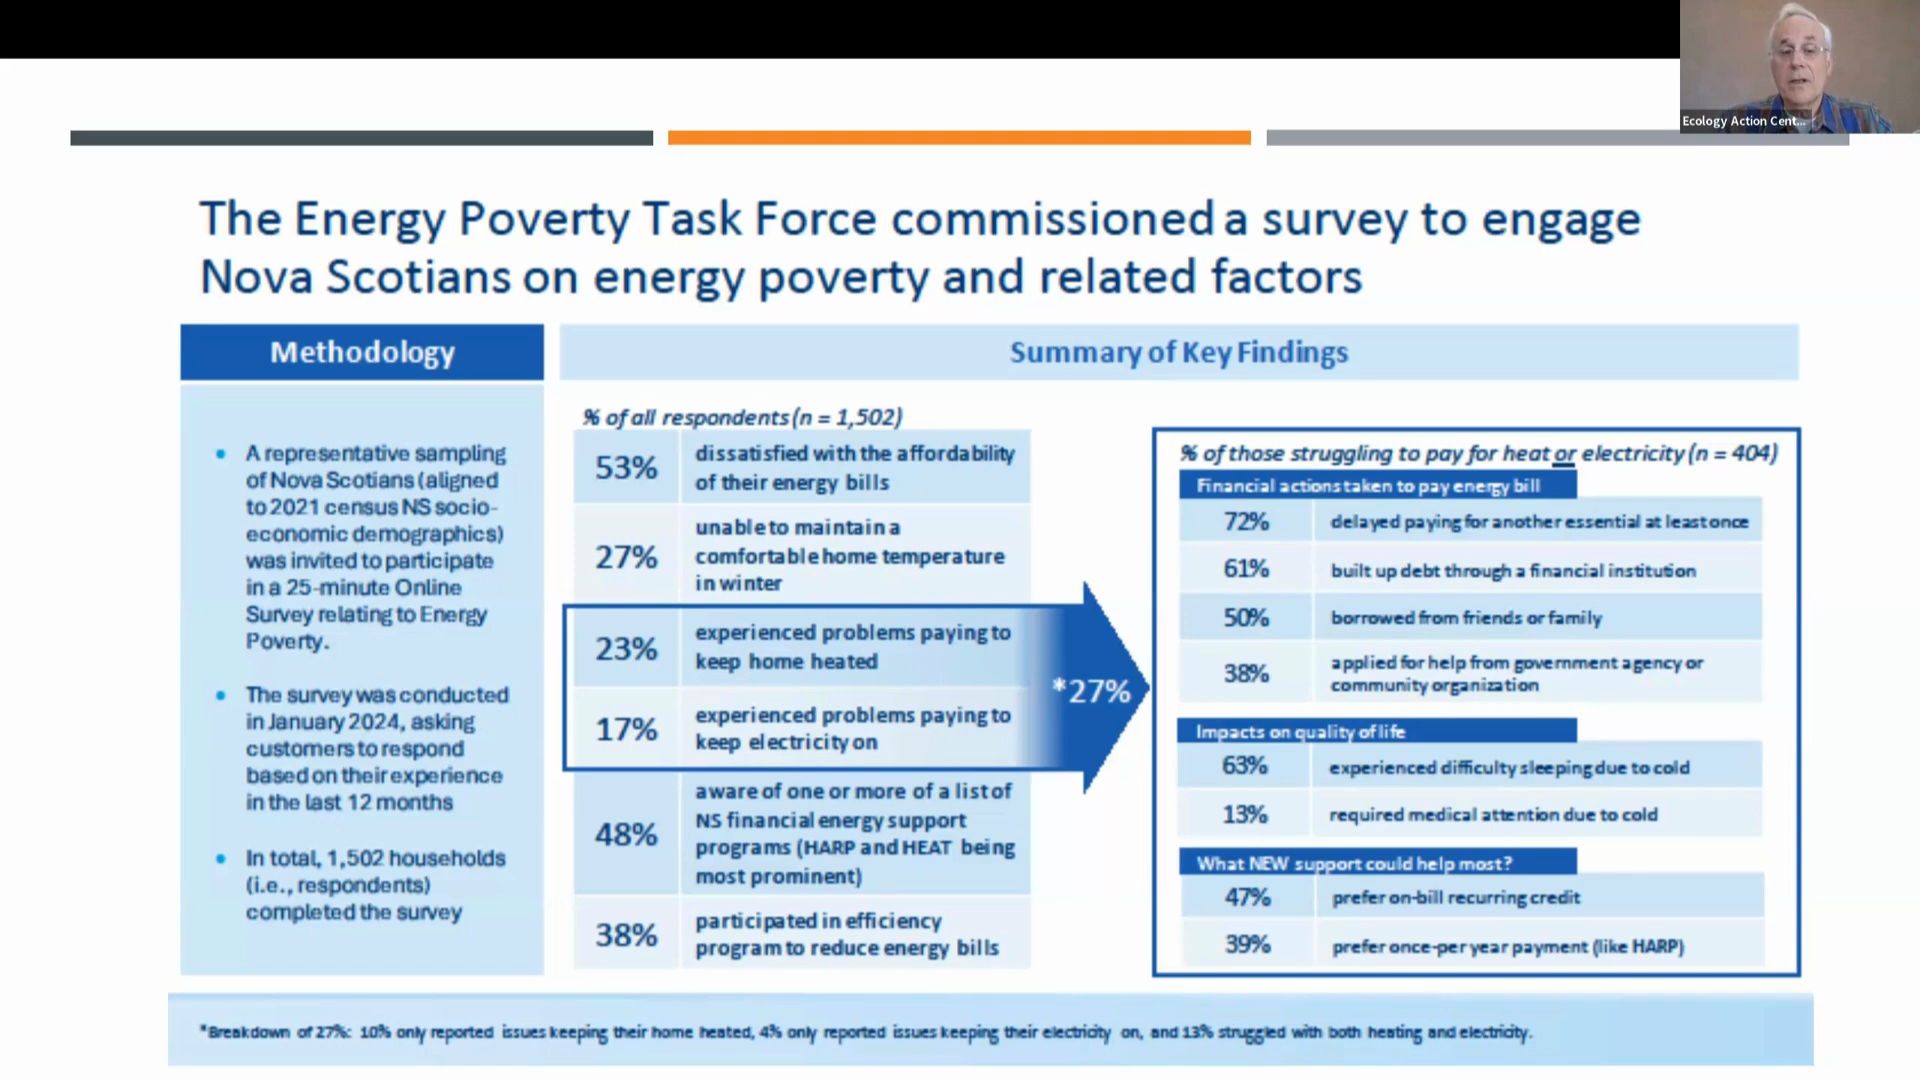 Ecology Action Cent...
The Energy Poverty Task Force commissioned a survey to engage
Nova Scotians on energy poverty and related factors
Methodology
• A representative sampling
of Nova Scotians (aligned
to 2021 census NS socio-
economic demographics)
was invited to participate
in a 25-minute Online
Survey relating to Energy
Poverty.
• The survey was conducted
in January 2024, asking
customers to respond
based on their experience
in the last 12 months
• In total, 1,502 households
(i.e., respondents)
completed the survey
Summary of Key Findings
% of all respondents (n = 1,502)
53% dissatisfied with the affordability
of their energy bills
27% unable to maintain a
comfortable home temperature
in winter
23% experienced problems paying to
keep home heated
17% experienced problems paying to
keep electricity on
*27%
48% aware of one or more of a list of
NS financial energy support
programs (HARP and HEAT being
most prominent)
38% participated in efficiency
program to reduce energy bills
% of those struggling to pay for heat or electricity (n = 404)
Financial actions taken to pay energy bill
72% delayed paying for another essential at least once
61% built up debt through a financial institution
50% borrowed from friends or family
38% applied for help from government agency or
community organization
Impacts on quality of life
63% experienced difficulty sleeping due to cold
13% required medical attention due to cold
What NEW support could help most?
47% prefer on-bill recurring credit
39% prefer once-per year payment (like HARP)
*Breakdown of 27%: 10% only reported issues keeping their home heated, 4% only reported issues keeping their electricity on, and 13% struggled with both heating and electricity.